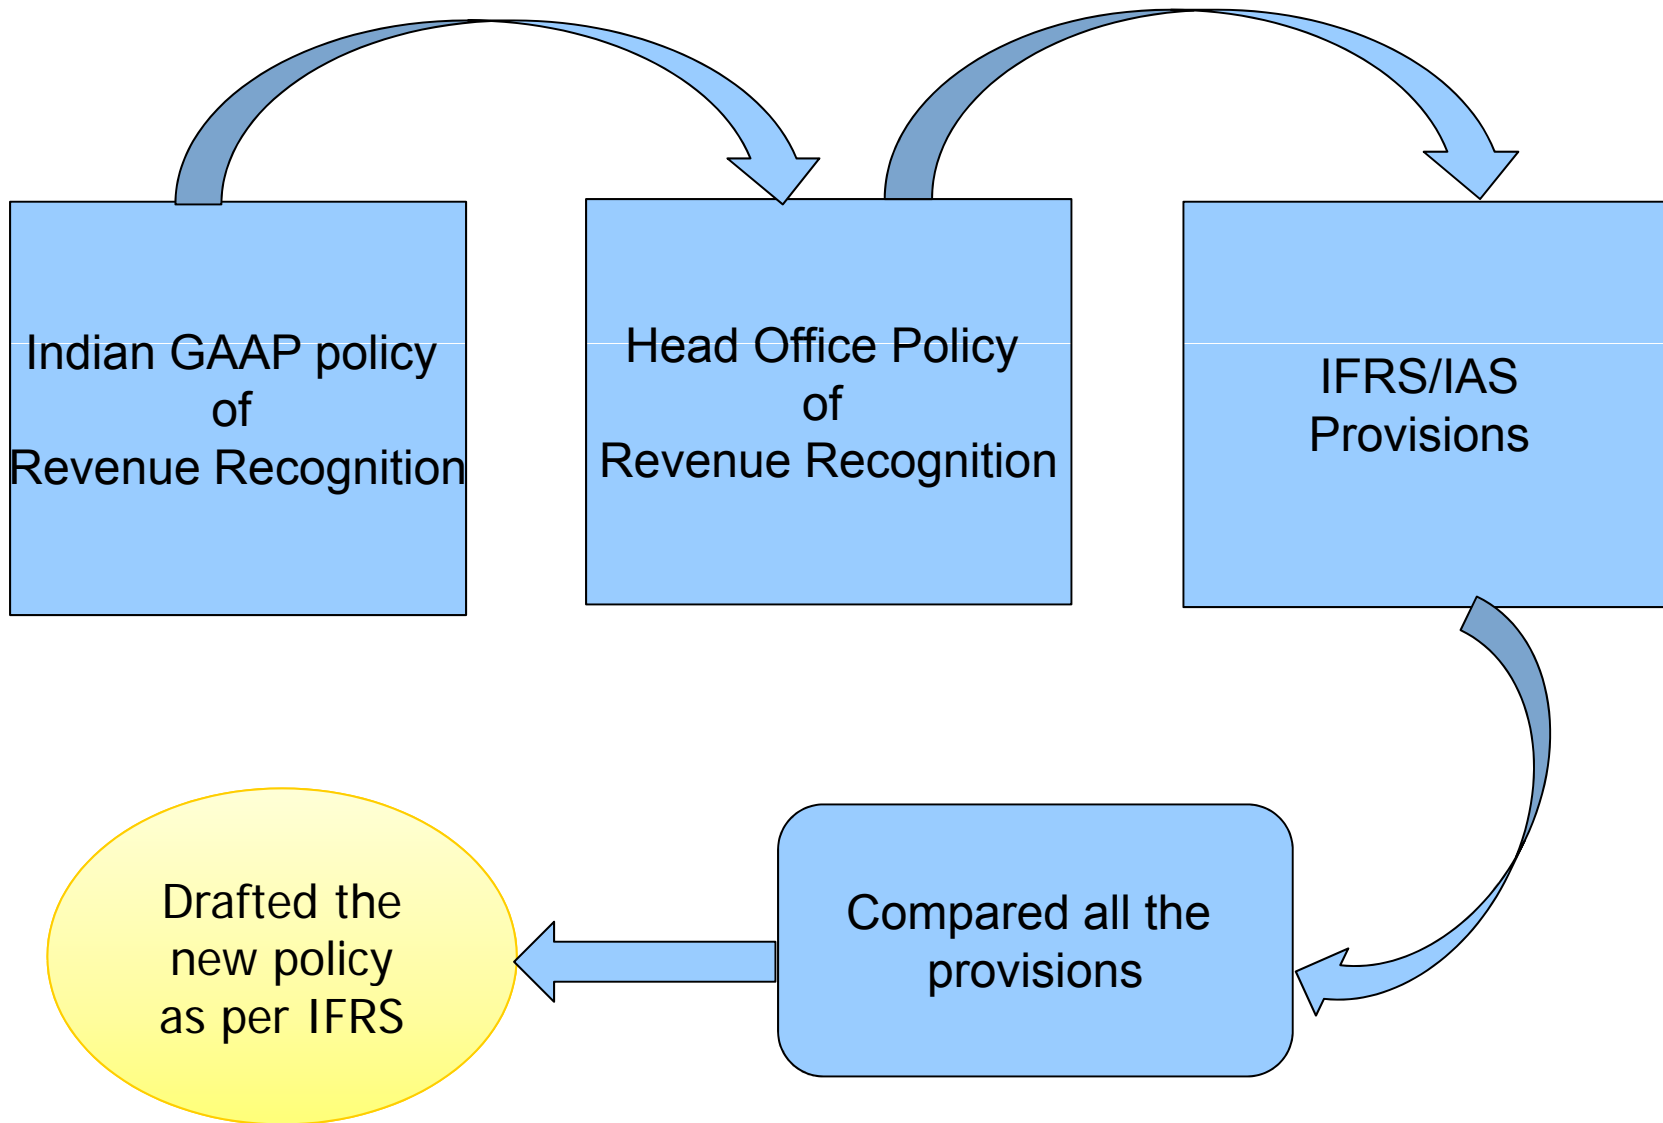 Indian GAAP policy
of
Revenue Recognition
Head Office Policy
of
Revenue Recognition
IFRS/IAS
Provisions
Compared all the
provisions
Drafted the
new policy
as per IFRS